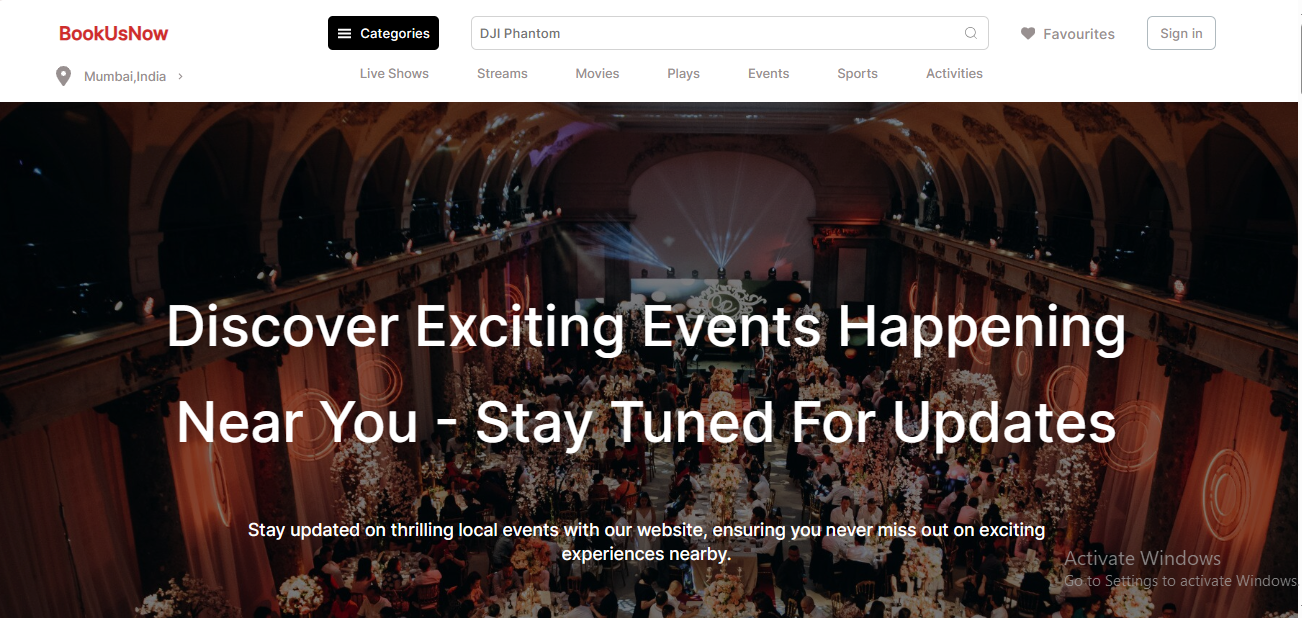 BookUsNow
Categories
DJI Phantom
Favourites
Sign in
Mumbai,India
Live Shows
Streams
Movies
Plays
Events
Sports
Activities
Discover Exciting Events Happening
Near You - Stay Tuned For Updates
Stay updated on thrilling local events with our website, ensuring you never miss out on exciting
experiences nearby.
Activate Windows
Go to Settings to activate Windows